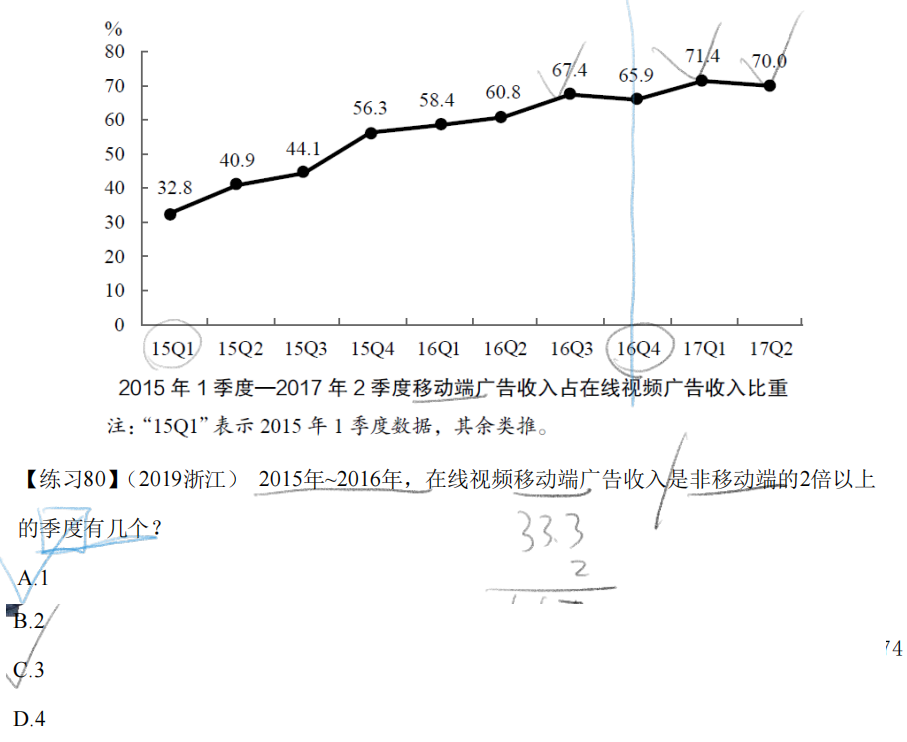 %
80
70
60
50
40
30
20
10
0
32.8 40.9 44.1 56.3 58.4 60.8 67.4 65.9 71.4 70.0
15Q1 15Q2 15Q3 15Q4 16Q1 16Q2 16Q3 16Q4 17Q1 17Q2
2015 年 1 季度—2017 年 2 季度移动端广告收入占在线视频广告收入比重
注：“15Q1”表示 2015 年 1 季度数据，其余类推。
【练习80】（2019浙江） 2015年~2016年，在线视频移动端广告收入是非移动端的2倍以上
的季度有几个？
33.3
2
A.1
B.2
C.3
74
D.4